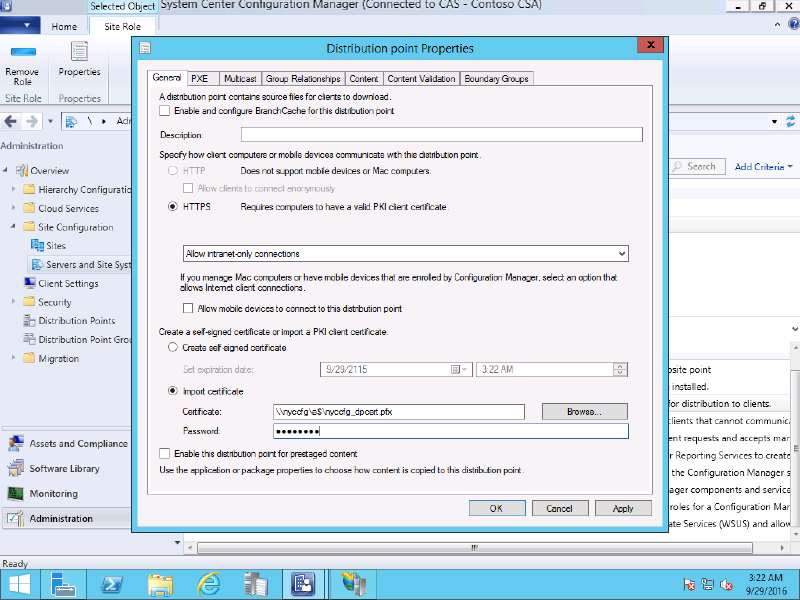 Selected Object
System Center Configuration Manager (Connected to CAS - Contoso CSA)
Home
Site Role
Remove
Role
Properties
Site Role
Properties
\
Search
Add Criteria
Administration
Overview
Hierarchy Configuratio
Cloud Services
Site Configuration
Sites
Servers and Site Syst
Client Settings
Security
Distribution Points
Distribution Point Grou
Migration
Assets and Compliance
Software Library
Monitoring
Administration
Distribution point Properties
X
General
PXE
Multicast
Group Relationships
Content
Content Validation
Boundary Groups
A distribution point contains source files for clients to download.
Enable and configure BranchCache for this distribution point
Description:
Specify how client computers or mobile devices communicate with this distribution point.
HTTP
Does not support mobile devices or Mac computers.
Allow clients to connect anonymously
HTTPS
Requires computers to have a valid PKI client certificate.
Allow intranet-only connections
If you manage Mac computers or have mobile devices that are enrolled by Configuration Manager, select an option that
allows Internet client connections.
Allow mobile devices to connect to this distribution point
Create a self-signed certificate or import a PKI client certificate.
Create self-signed certificate
Set expiration date:
9/29/2115
3:22 AM
Import certificate
Certificate:
\\nyccfg\e$\nyccfg_dpcert.pfx
Browse...
Password:
••••••••
Enable this distribution point for prestaged content
Use the application or package properties to choose how content is copied to this distribution point.
OK
Cancel
Apply
osite point
installed.
for distribution to clients.
clients that cannot communica
ent requests and accepts mar
r Reporting Services to create
the Configuration Manager s
ager components and service
roles for a Configuration Mar
ate Services (WSUS) and allow
Ready
3:22 AM
9/29/2016